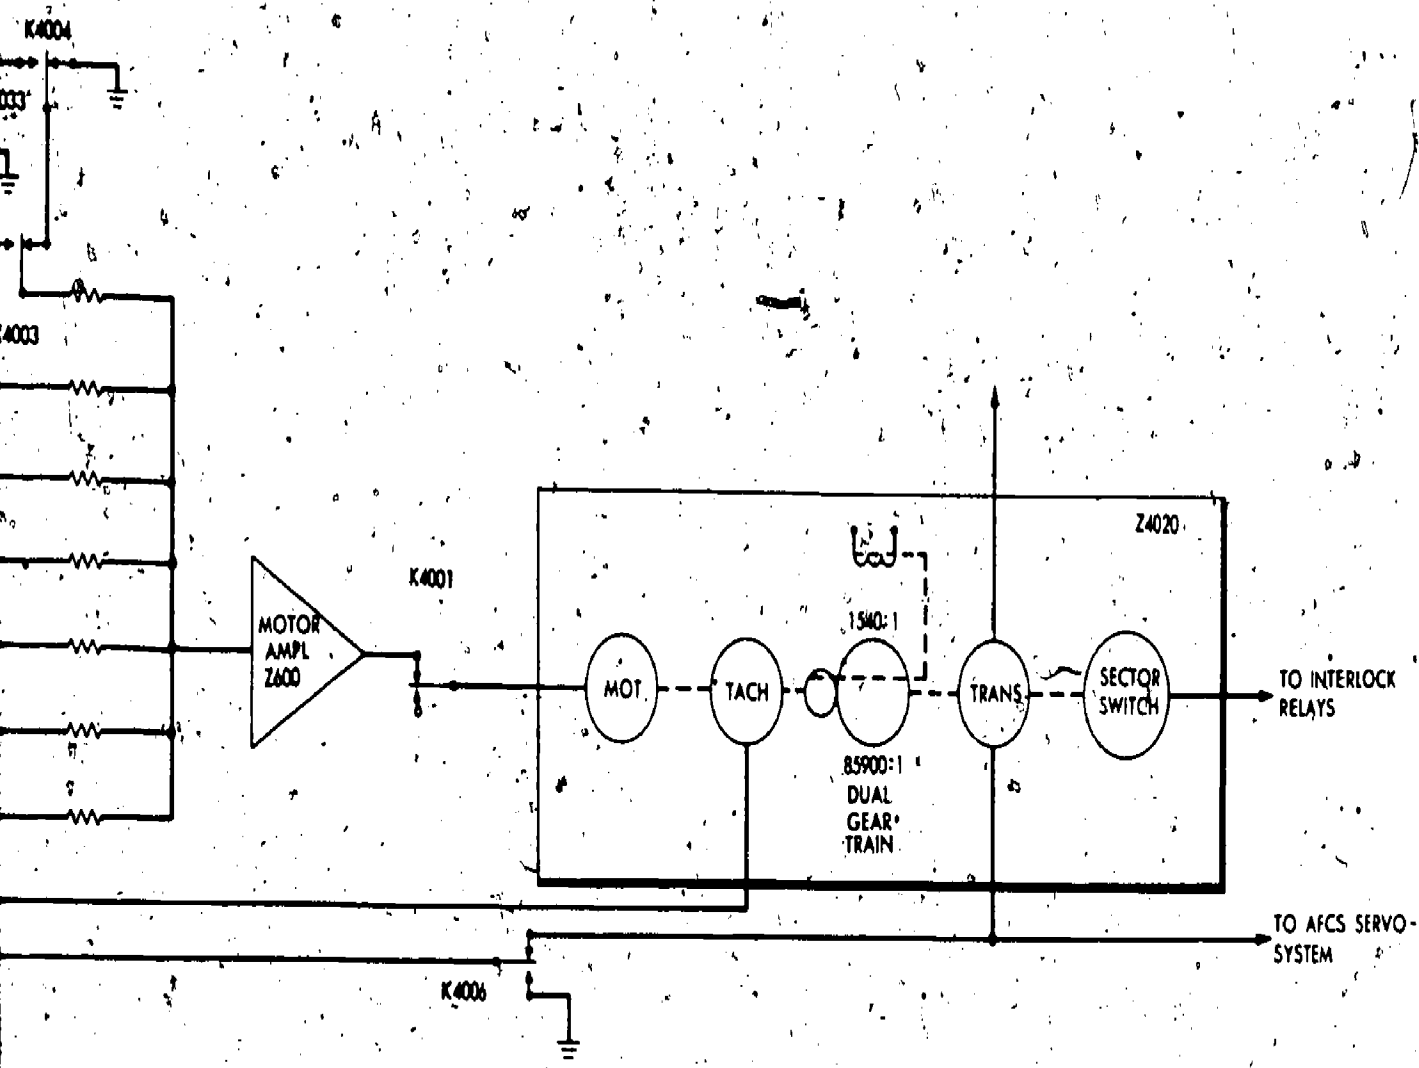 K4004
033
K4003
K4001
MOTOR
AMPL
Z600
Z4020
1540:1
MOT
TACH
TRANS
SECTOR
SWITCH
TO INTERLOCK
RELAYS
85900:1
DUAL
GEAR
TRAIN
TO AFCS SERVO-
SYSTEM
K4006